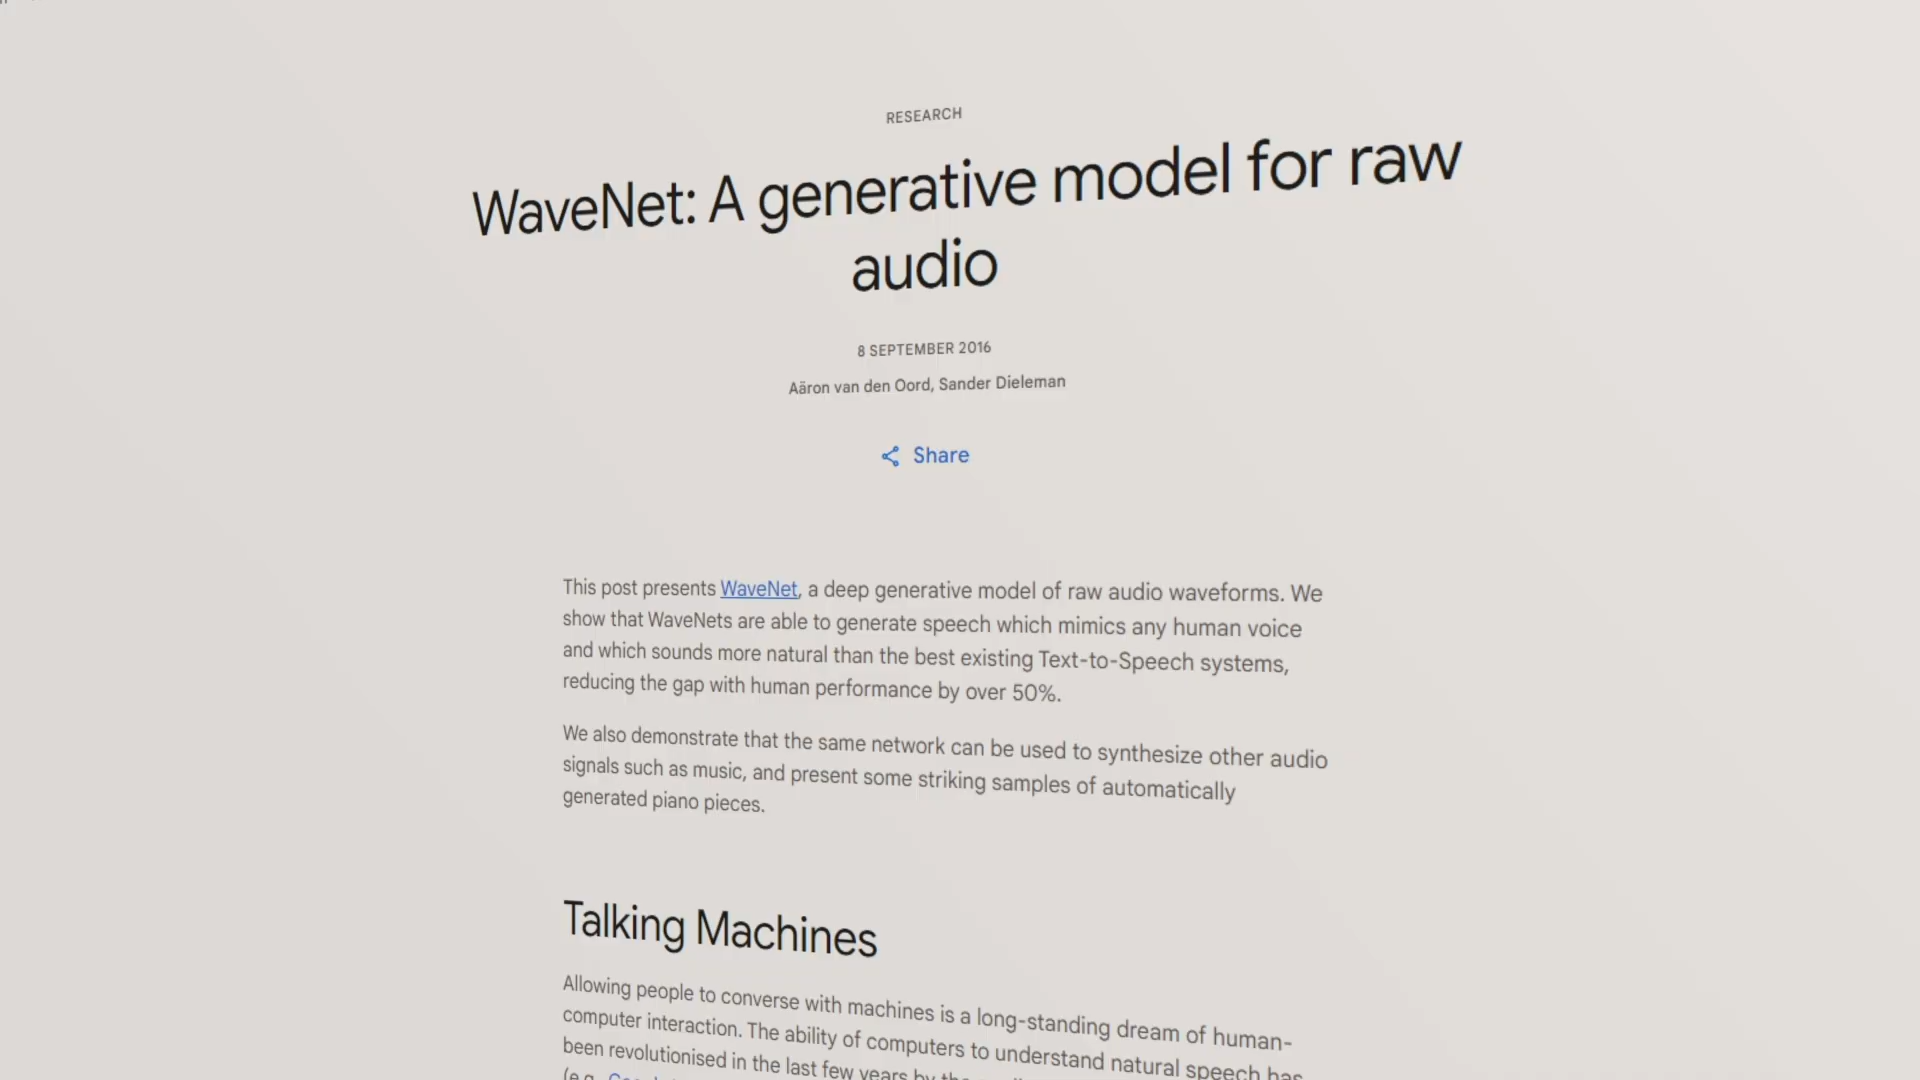 RESEARCH
WaveNet: A generative model for raw
audio
8 SEPTEMBER 2016
Aäron van den Oord, Sander Dieleman
Share
This post presents WaveNet, a deep generative model of raw audio waveforms. We
show that WaveNets are able to generate speech which mimics any human voice
and which sounds more natural than the best existing Text-to-Speech systems,
reducing the gap with human performance by over 50%.
We also demonstrate that the same network can be used to synthesize other audio
signals such as music, and present some striking samples of automatically
generated piano pieces.
Talking Machines
Allowing people to converse with machines is a long-standing dream of human-
computer interaction. The ability of computers to understand natural speech has
been revolutionised in the last few years by
(e.g.,